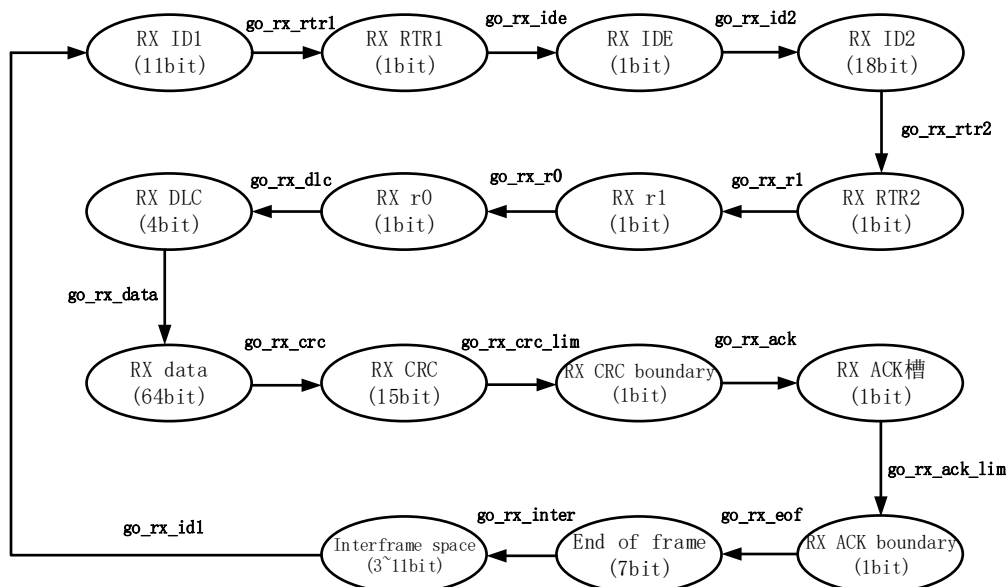 RX ID1
(11bit)
go_rx_rtr1
RX RTR1
(1bit)
go_rx_ide
RX IDE
(1bit)
go_rx_id2
RX ID2
(18bit)
go_rx_rtr2
RX RTR2
(1bit)
go_rx_r1
RX r1
(1bit)
go_rx_r0
RX r0
(1bit)
go_rx_dlc
RX DLC
(4bit)
go_rx_data
RX data
(64bit)
go_rx_crc
RX CRC
(15bit)
go_rx_crc_lim
RX CRC boundary
(1bit)
go_rx_ack
RX ACK槽
(1bit)
go_rx_ack_lim
RX ACK boundary
(1bit)
go_rx_eof
End of frame
(7bit)
go_rx_inter
Interframe space
(3~11bit)
go_rx_id1